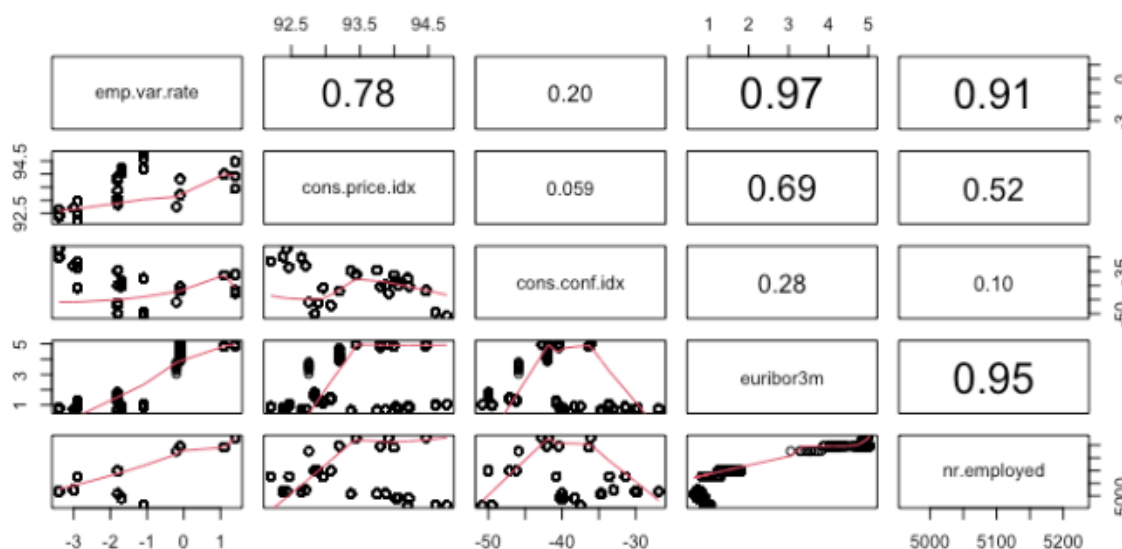 92.5 93.5 94.5 1 2 3 4 5
emp.var.rate 0.78 0.20 0.97 0.91 -3 0
92.5 94.5 cons.price.idx 0.059 0.69 0.52
cons.conf.idx 0.28 0.10 -50 -35
1 3 5 euribor3m 0.95
nr.employed 5000
-3 -2 -1 0 1 -50 -40 -30 5000 5100 5200